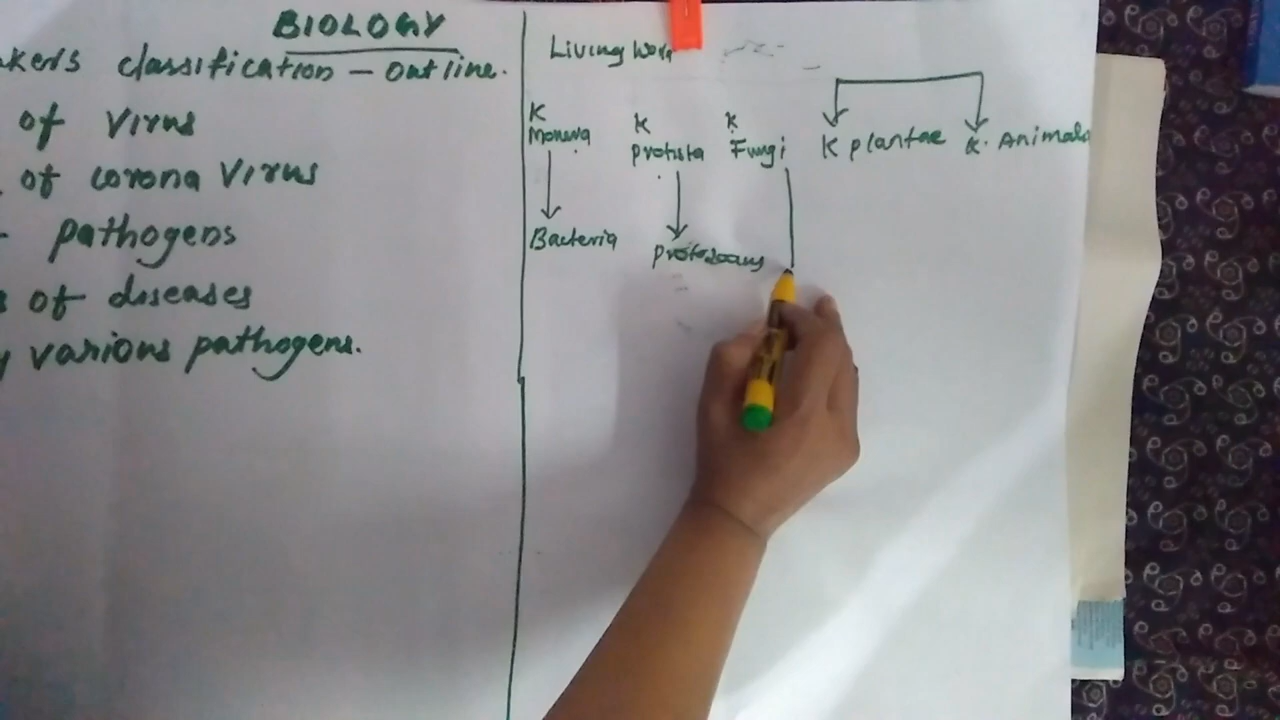 BIOLOGY
kers classification - outline.
of Virus
of corona Virus
pathogens
s of diseases
y various pathogens.
Living Wor
K Monera
K Protista
K Fungi
K plantae
K. Animals
Bacteria